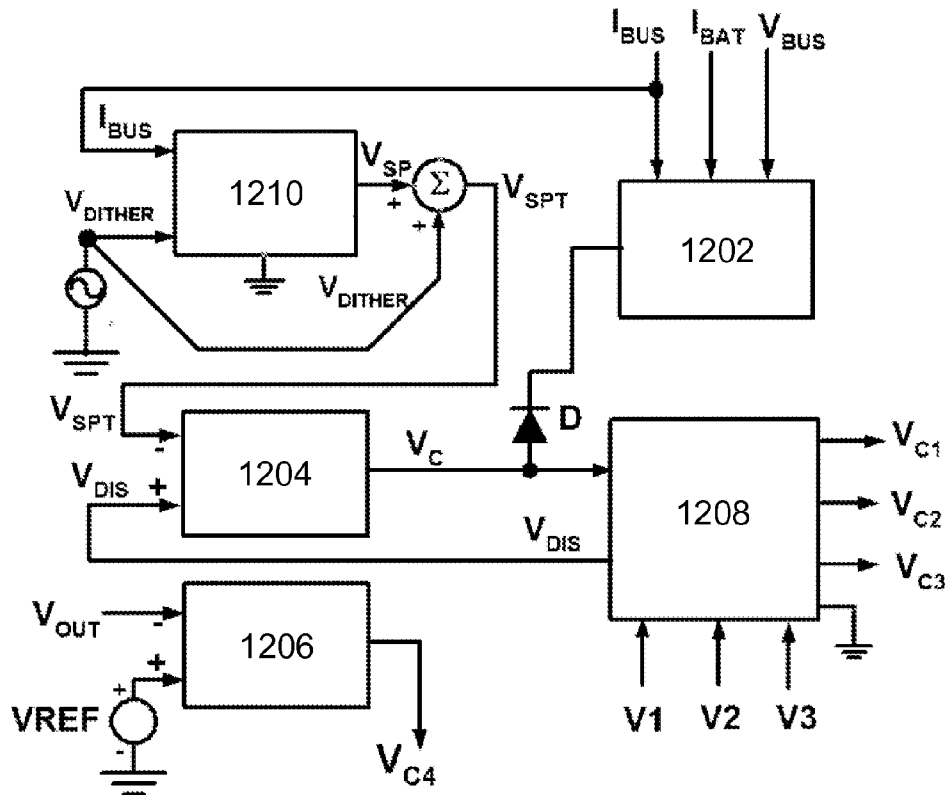 I_BUS I_BAT V_BUS
I_BUS
1210
V_SP
+
Σ
V_SPT
V_DITHER
+
V_DITHER
1202
V_SPT
-
1204
V_C
D
V_DIS
+
V_DIS
1208
V_C1
V_C2
V_C3
V_OUT
-
1206
+
VREF
+
-
V_C4
V1 V2 V3